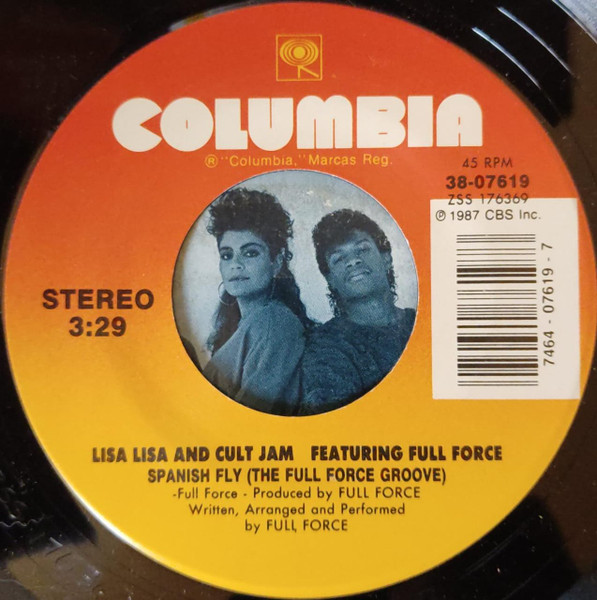 COLUMBIA
® "Columbia," Marcas Reg.
45 RPM
38-07619
ZSS 176369
℗ 1987 CBS Inc.
STEREO
3:29
7464 - 07619 - 7
LISA LISA AND CULT JAM FEATURING FULL FORCE
SPANISH FLY (THE FULL FORCE GROOVE)
-Full Force - Produced by FULL FORCE
Written, Arranged and Performed
by FULL FORCE